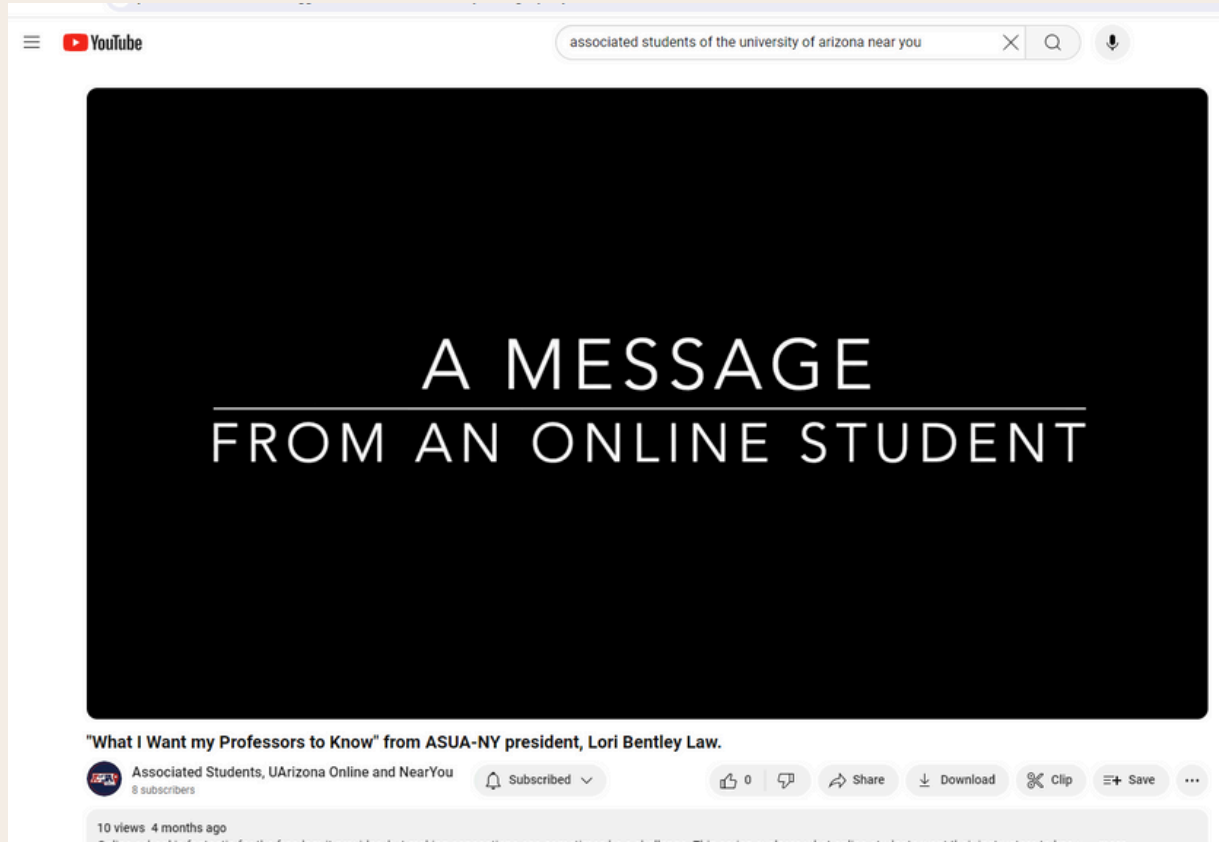 YouTube
associated students of the university of arizona near you
A MESSAGE
FROM AN ONLINE STUDENT
"What I Want my Professors to Know" from ASUA-NY president, Lori Bentley Law.
Associated Students, UArizona Online and NearYou
8 subscribers
Subscribed
0
Share
Download
Clip
Save
10 views 4 months ago